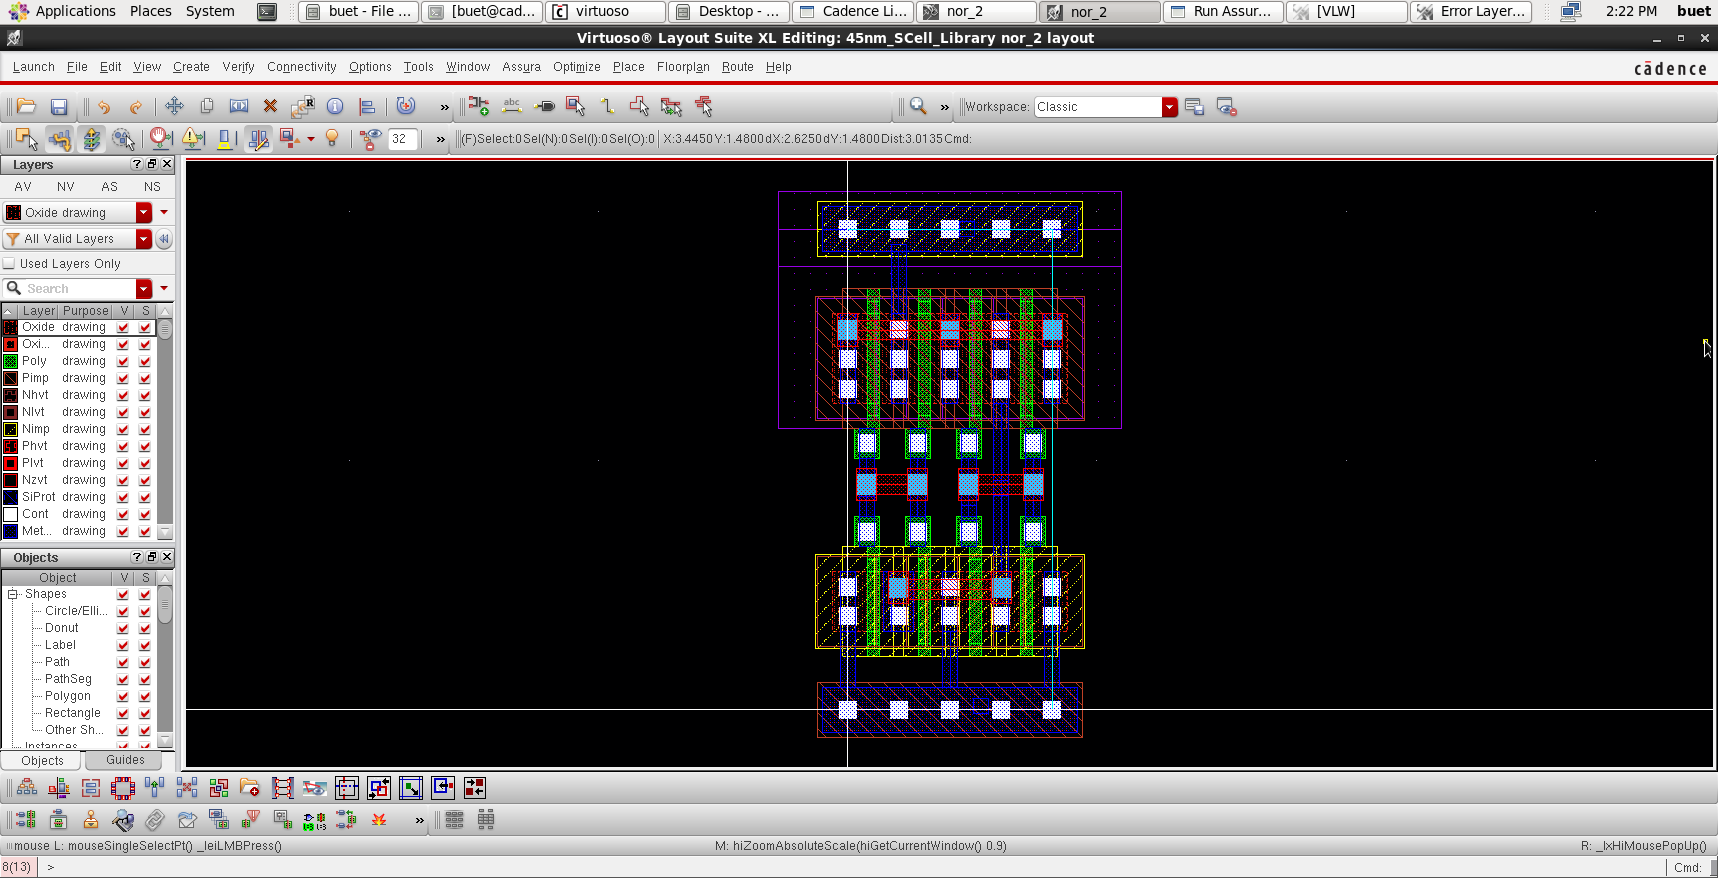 Applications Places System buet - File ... [buet@cad... virtuoso Desktop - ... Cadence Li... nor_2 nor_2 Run Assur... [VLW] Error Layer... 2:22 PM buet
Virtuoso® Layout Suite XL Editing: 45nm_SCell_Library nor_2 layout
Launch File Edit View Create Verify Connectivity Options Tools Window Assura Optimize Place Floorplan Route Help cādence
» » Workspace: Classic
32 » (F)Select:0 Sel(N):0 Sel(I):0 Sel(O):0 X:3.4450 Y:1.4800 dX:2.6250 dY:1.4800 Dist:3.0135 Cmd:
Layers
AV NV AS NS
Oxide drawing
All Valid Layers
Used Layers Only
Search
Layer Purpose V S
Oxide drawing
Oxi... drawing
Poly drawing
Pimp drawing
Nhvt drawing
Nlvt drawing
Nimp drawing
Phvt drawing
Plvt drawing
Nzvt drawing
SiProt drawing
Cont drawing
Met... drawing
Objects
Object V S
Shapes
Circle/Elli...
Donut
Label
Path
PathSeg
Polygon
Rectangle
Other Sh...
Instances
Objects Guides
»
mouse L: mouseSingleSelectPt() _leiLMBPress() M: hiZoomAbsoluteScale(hiGetCurrentWindow() 0.9) R: _lxHiMousePopUp()
8(13) > Cmd: